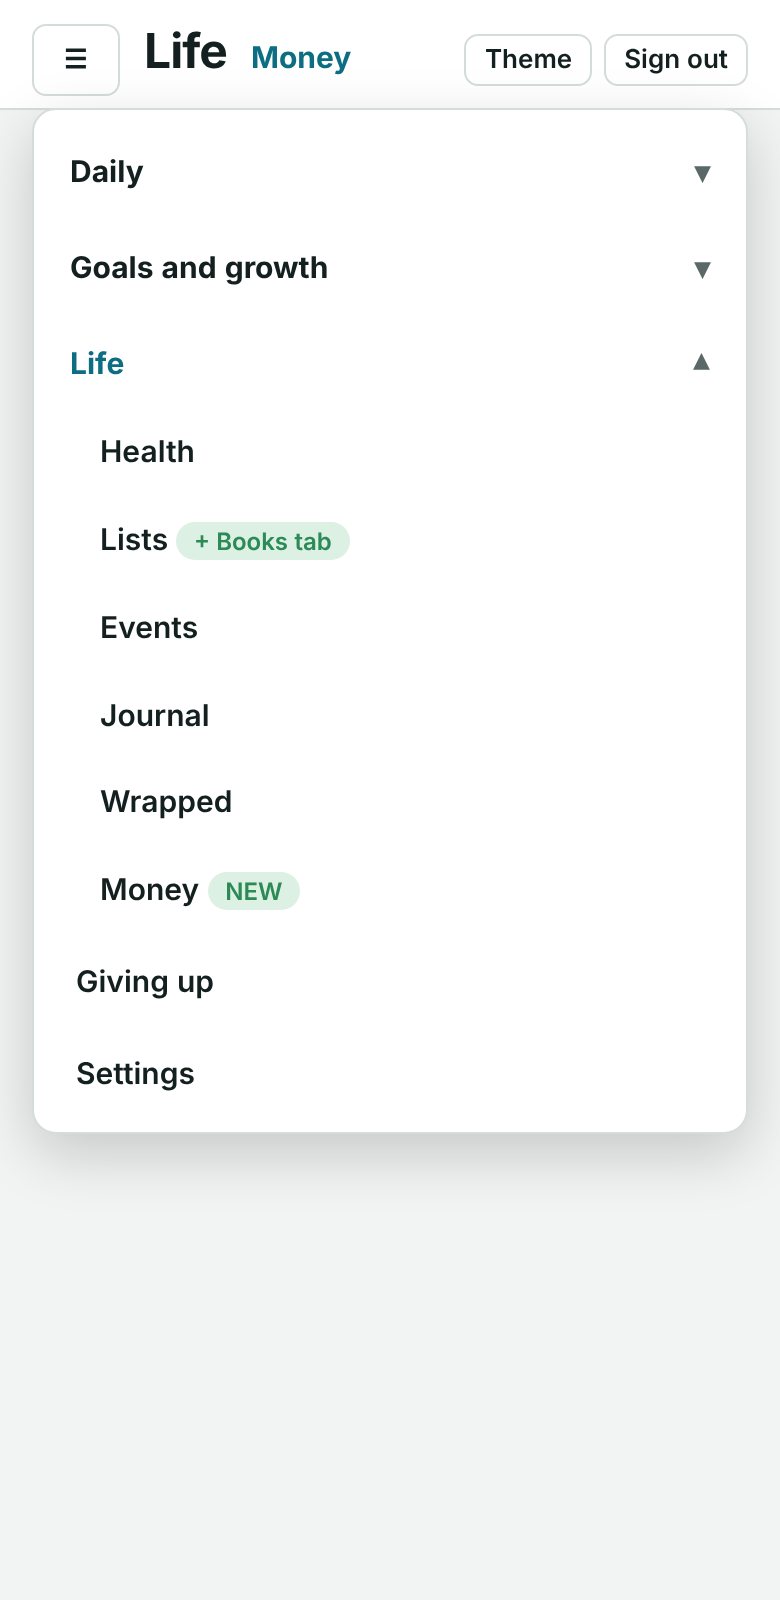 ☰ Life Money Theme Sign out
Daily ▼
Goals and growth ▼
Life ▲
Health
Lists + Books tab
Events
Journal
Wrapped
Money NEW
Giving up
Settings